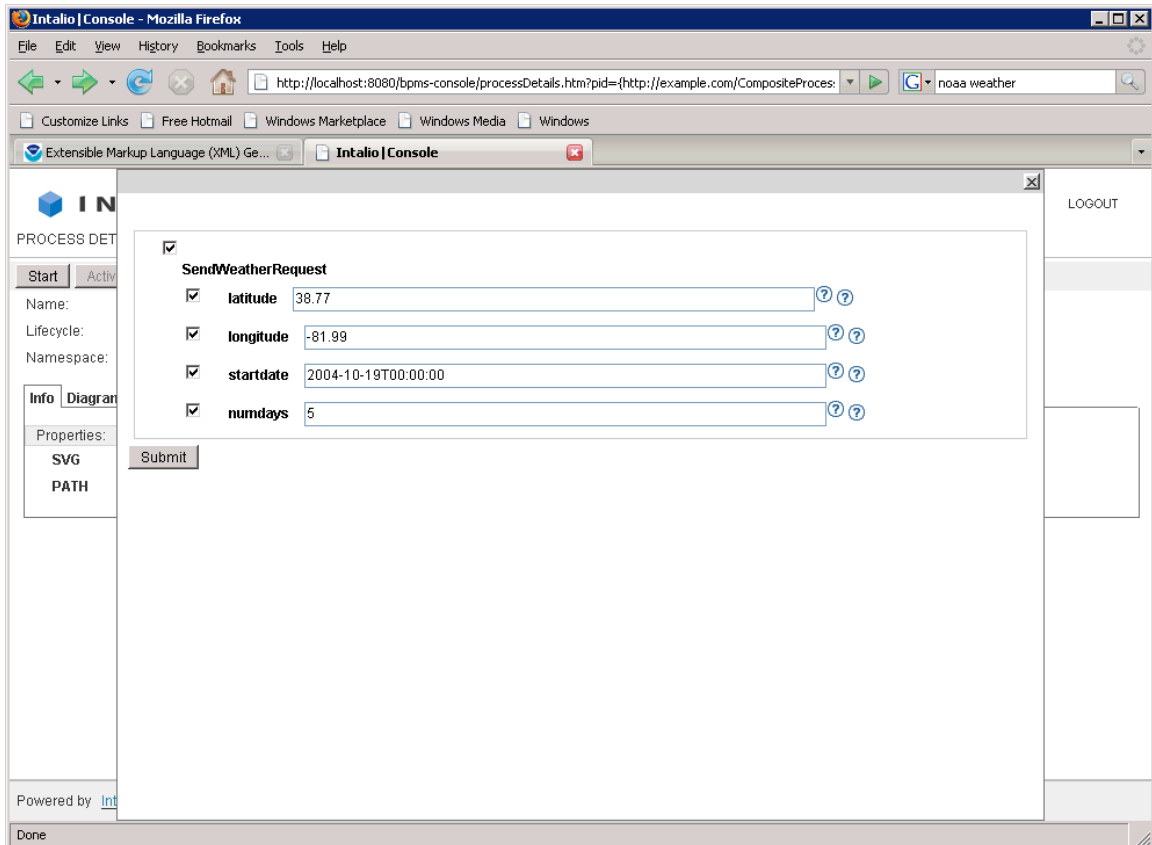 Intalio|Console - Mozilla Firefox
File Edit View History Bookmarks Tools Help
http://localhost:8080/bpms-console/processDetails.htm?pid={http://example.com/CompositeProces: G noaa weather
Customize Links Free Hotmail Windows Marketplace Windows Media Windows
Extensible Markup Language (XML) Ge... Intalio|Console
I N LOGOUT
PROCESS DET
Start Activ
SendWeatherRequest
Name: latitude 38.77
Lifecycle: longitude -81.99
Namespace: startdate 2004-10-19T00:00:00
Info Diagran numdays 5
Properties:
Submit
SVG
PATH
Powered by Int
Done